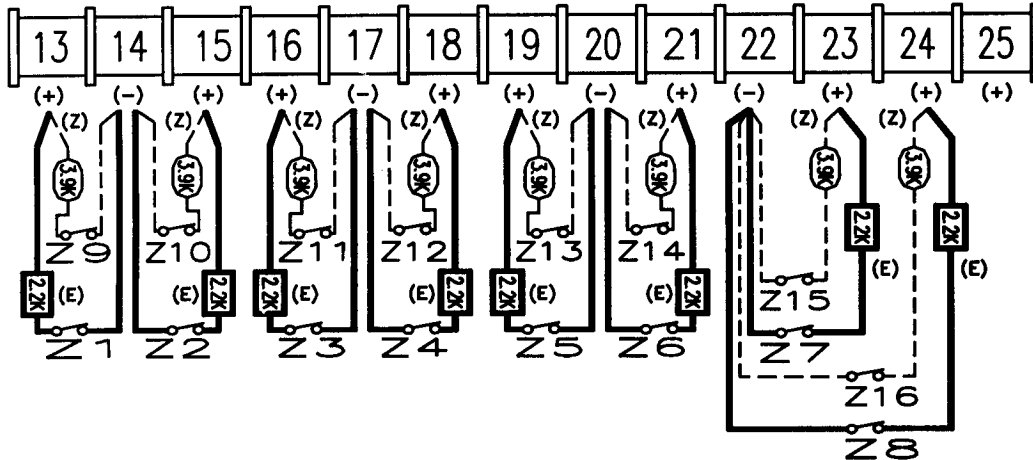 13 14 15 16 17 18 19 20 21 22 23 24 25
(+) (-) (+) (+) (-) (+) (+) (-) (+) (-) (+) (+) (+)
(Z) (Z) (Z) (Z) (Z) (Z) (Z) (Z)
3.9K 3.9K 3.9K 3.9K 3.9K 3.9K 3.9K 3.9K
2.2K 2.2K
Z9 Z10 Z11 Z12 Z13 Z14
(E) (E)
2.2K (E) (E) 2.2K 2.2K (E) (E) 2.2K 2.2K (E) (E) 2.2K
Z15
Z1 Z2 Z3 Z4 Z5 Z6 Z7
Z16
Z8